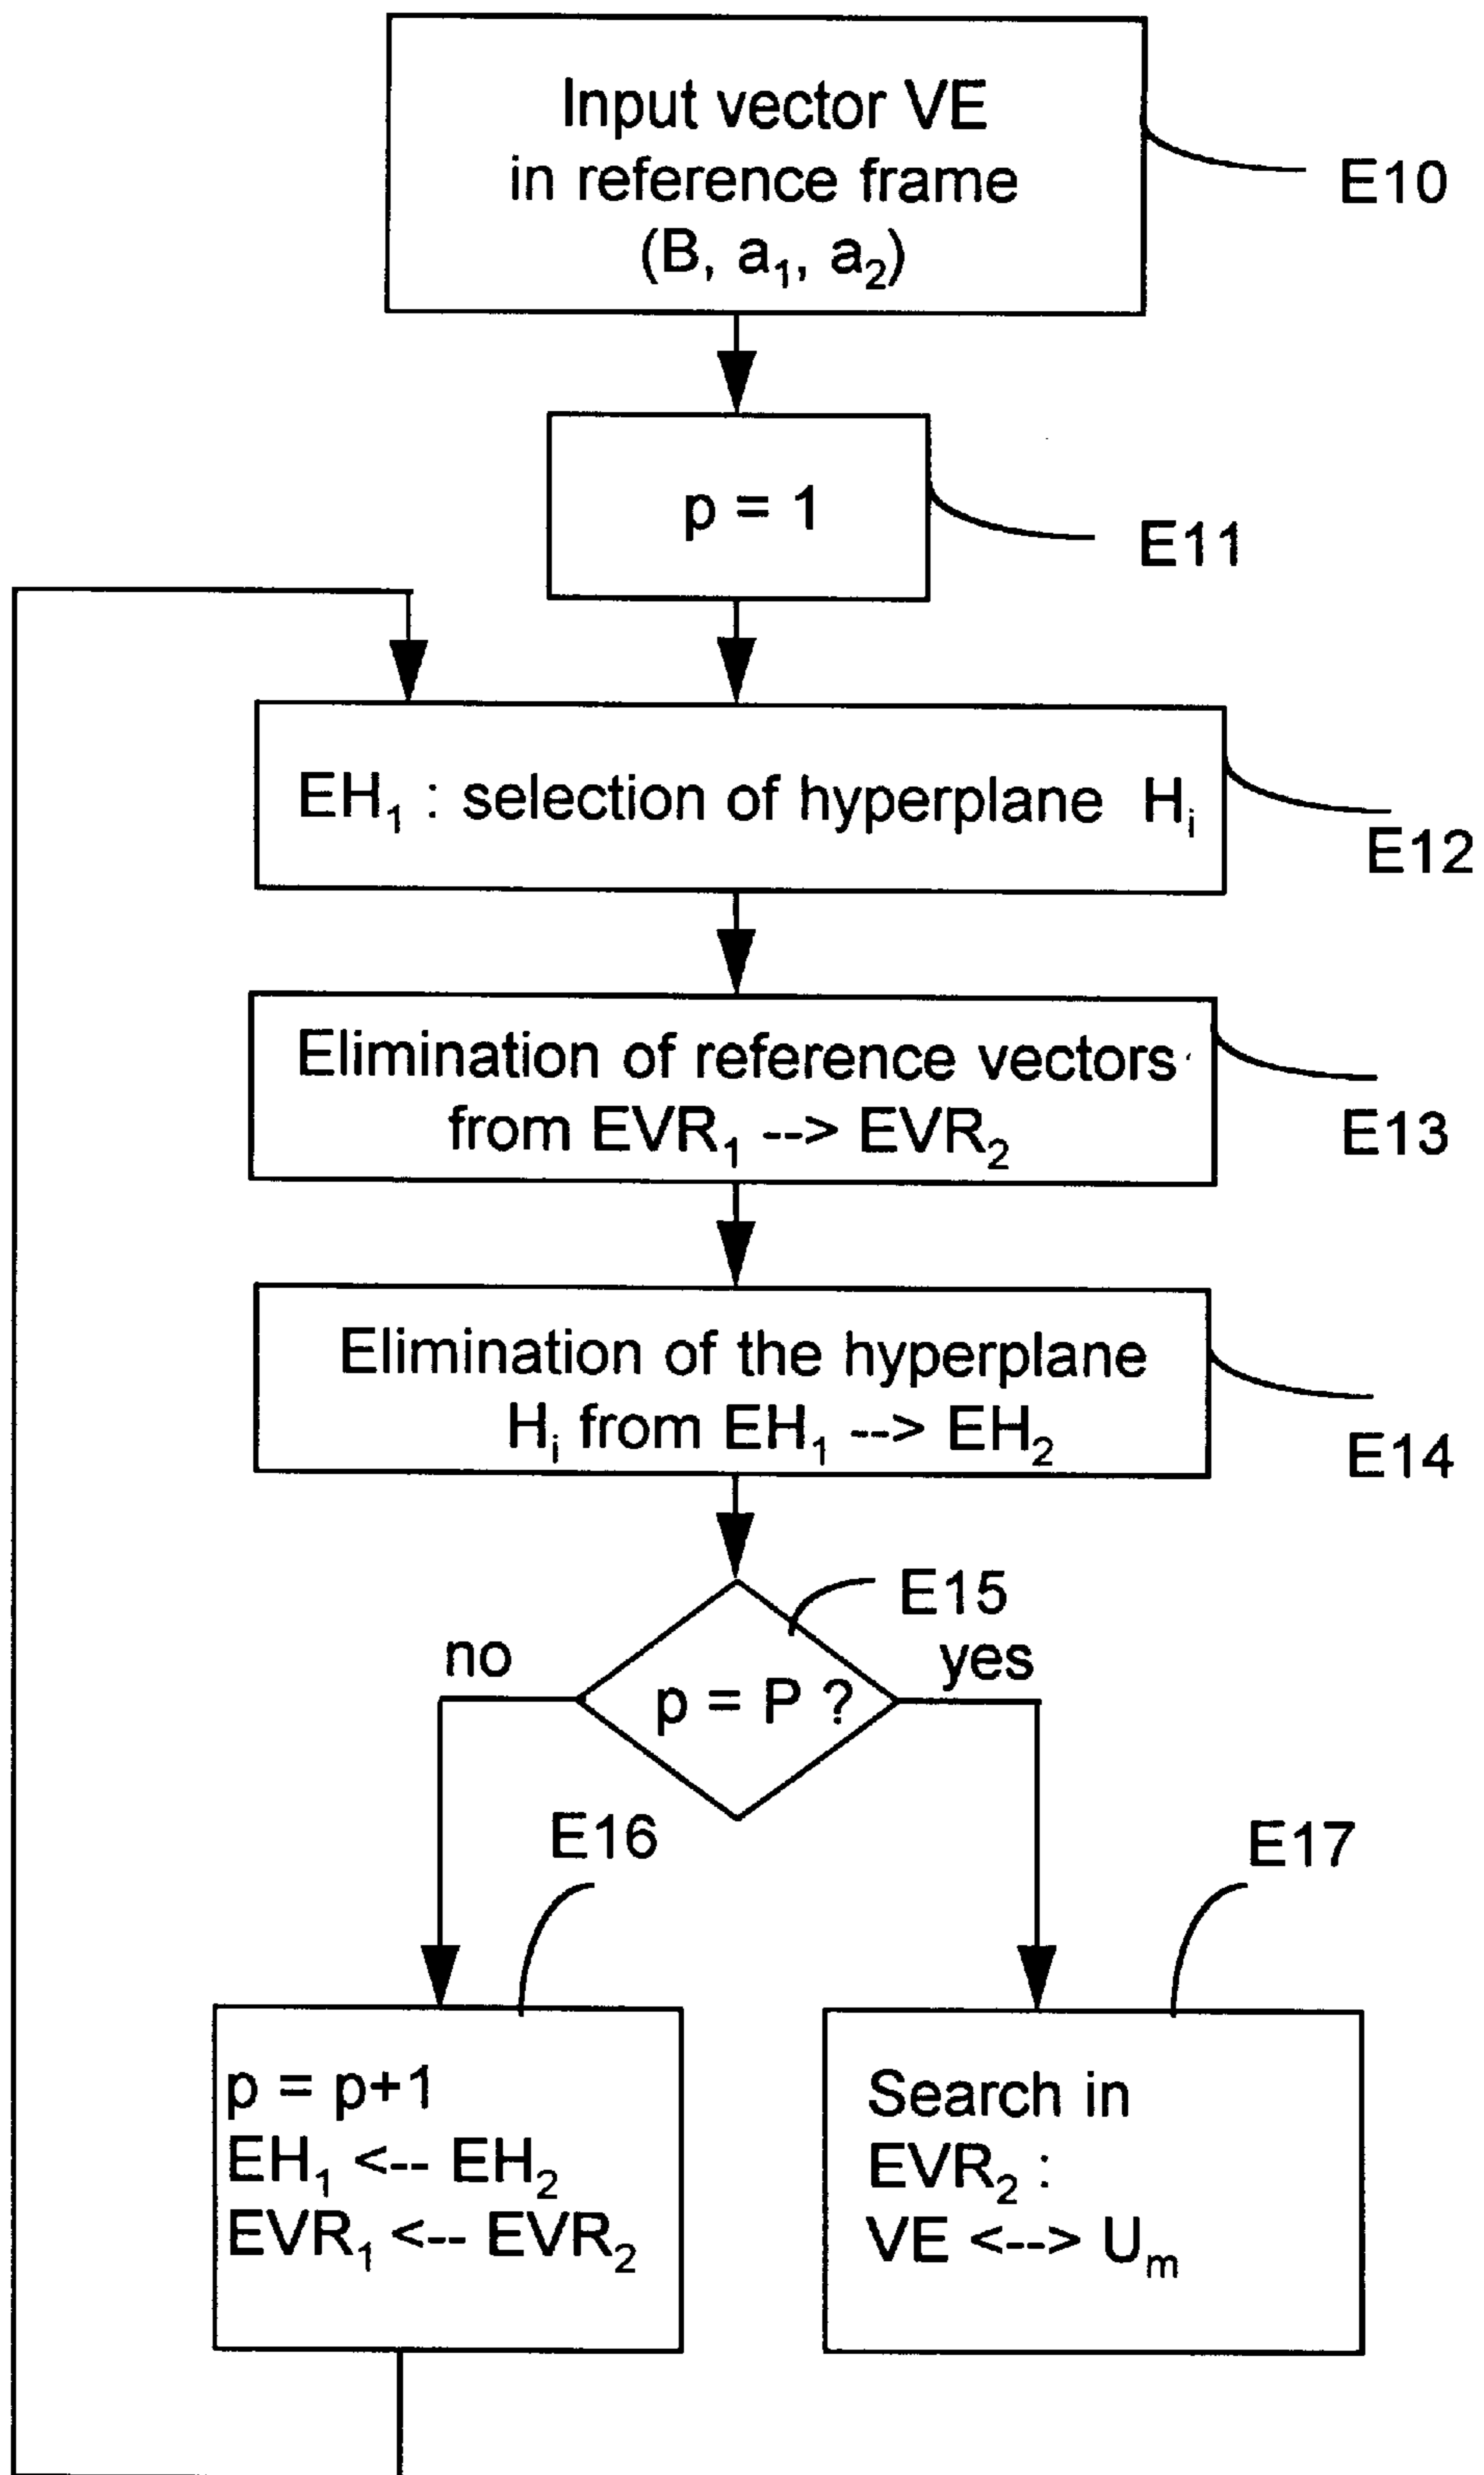 Input vector VE
in reference frame
(B, a₁, a₂)
E10
p = 1
E11
EH₁ : selection of hyperplane Hᵢ
E12
Elimination of reference vectors
from EVR₁ --> EVR₂
E13
Elimination of the hyperplane
Hᵢ from EH₁ --> EH₂
E14
E15
no
yes
p = P ?
E16
E17
p = p+1
EH₁ <-- EH₂
EVR₁ <-- EVR₂
Search in
EVR₂ :
VE <--> Uₘ